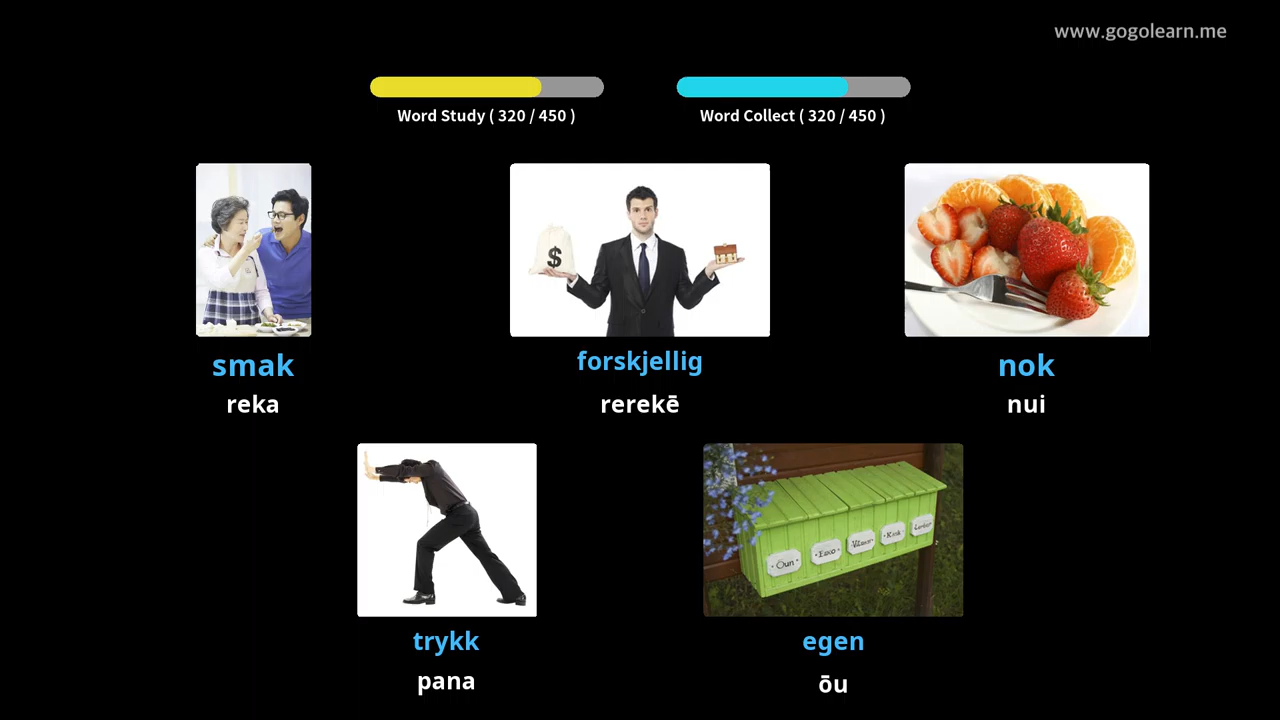 www.gogolearn.me
Word Study ( 320 / 450 )
Word Collect ( 320 / 450 )
smak
forskjellig
nok
reka
rerekē
nui
$
Õun
trykk
egen
pana
ōu